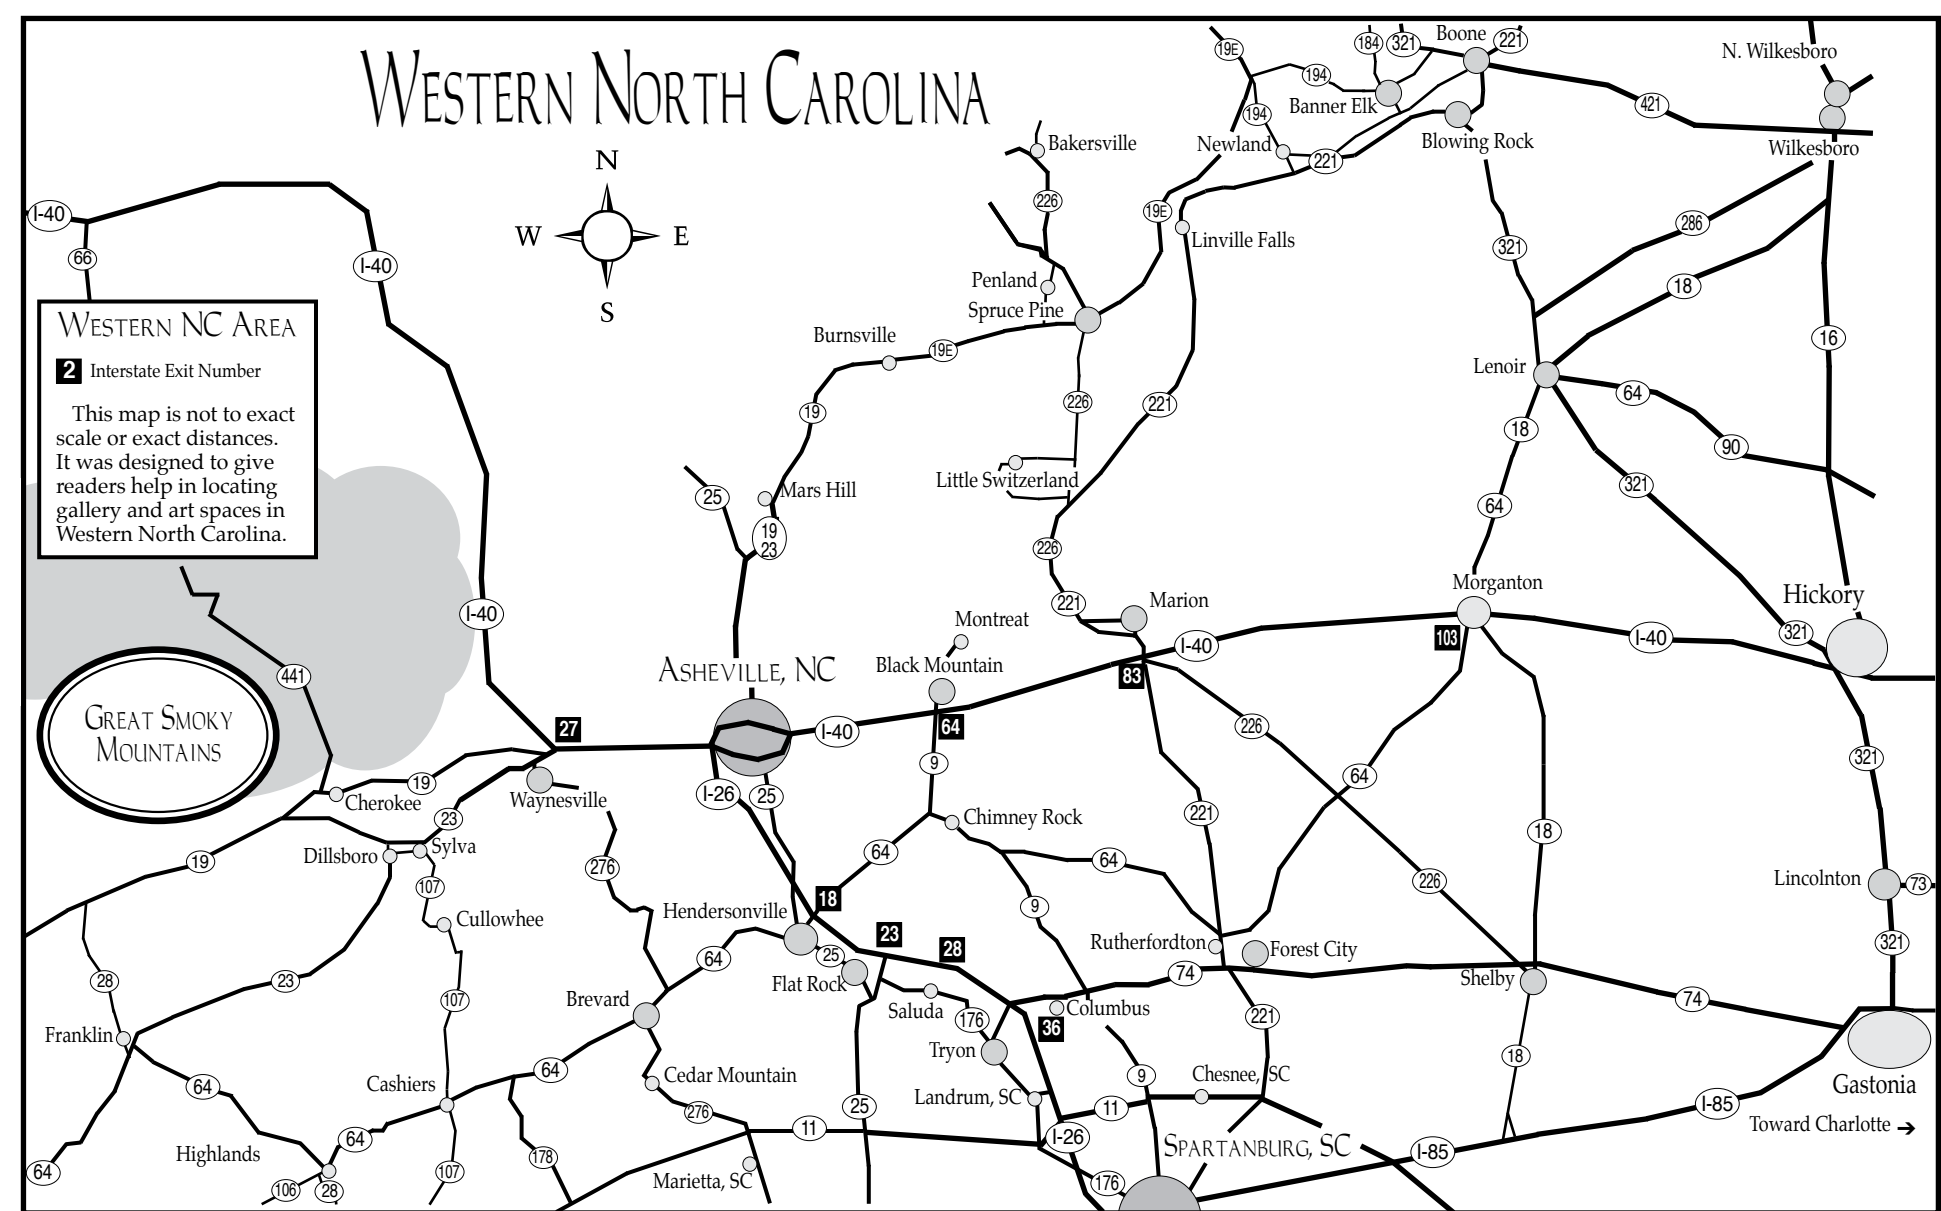 WESTERN NORTH CAROLINA
N
W
E
S
19E
184
321
Boone
221
N. Wilkesboro
194
Banner Elk
194
421
Newland
221
Blowing Rock
Wilkesboro
Bakersville
226
19E
Linville Falls
286
321
18
I-40
66
I-40
WESTERN NC AREA
2 Interstate Exit Number
This map is not to exact
scale or exact distances.
It was designed to give
readers help in locating
gallery and art spaces in
Western North Carolina.
Penland
Spruce Pine
Burnsville
19E
16
19
226
221
Lenoir
64
18
90
Little Switzerland
Mars Hill
25
19
23
321
64
226
Morganton
Hickory
I-40
221
Marion
Montreat
I-40
103
I-40
321
ASHEVILLE, NC
Black Mountain
83
441
GREAT SMOKY
MOUNTAINS
27
I-40
64
226
321
9
64
19
Cherokee
Waynesville
I-26
25
23
Chimney Rock
221
18
Dillsboro
Sylva
19
276
64
64
107
226
Lincolnton
73
18
Hendersonville
9
Cullowhee
23
28
Rutherfordton
Forest City
321
64
25
28
23
Flat Rock
74
Shelby
107
Brevard
Saluda
176
Columbus
36
221
74
Franklin
Tryon
18
64
64
Cashiers
Cedar Mountain
9
Chesnee, SC
Gastonia
Landrum, SC
276
25
11
I-85
Toward Charlotte
11
I-26
64
Highlands
SPARTANBURG, SC
I-85
64
107
178
Marietta, SC
176
106
28